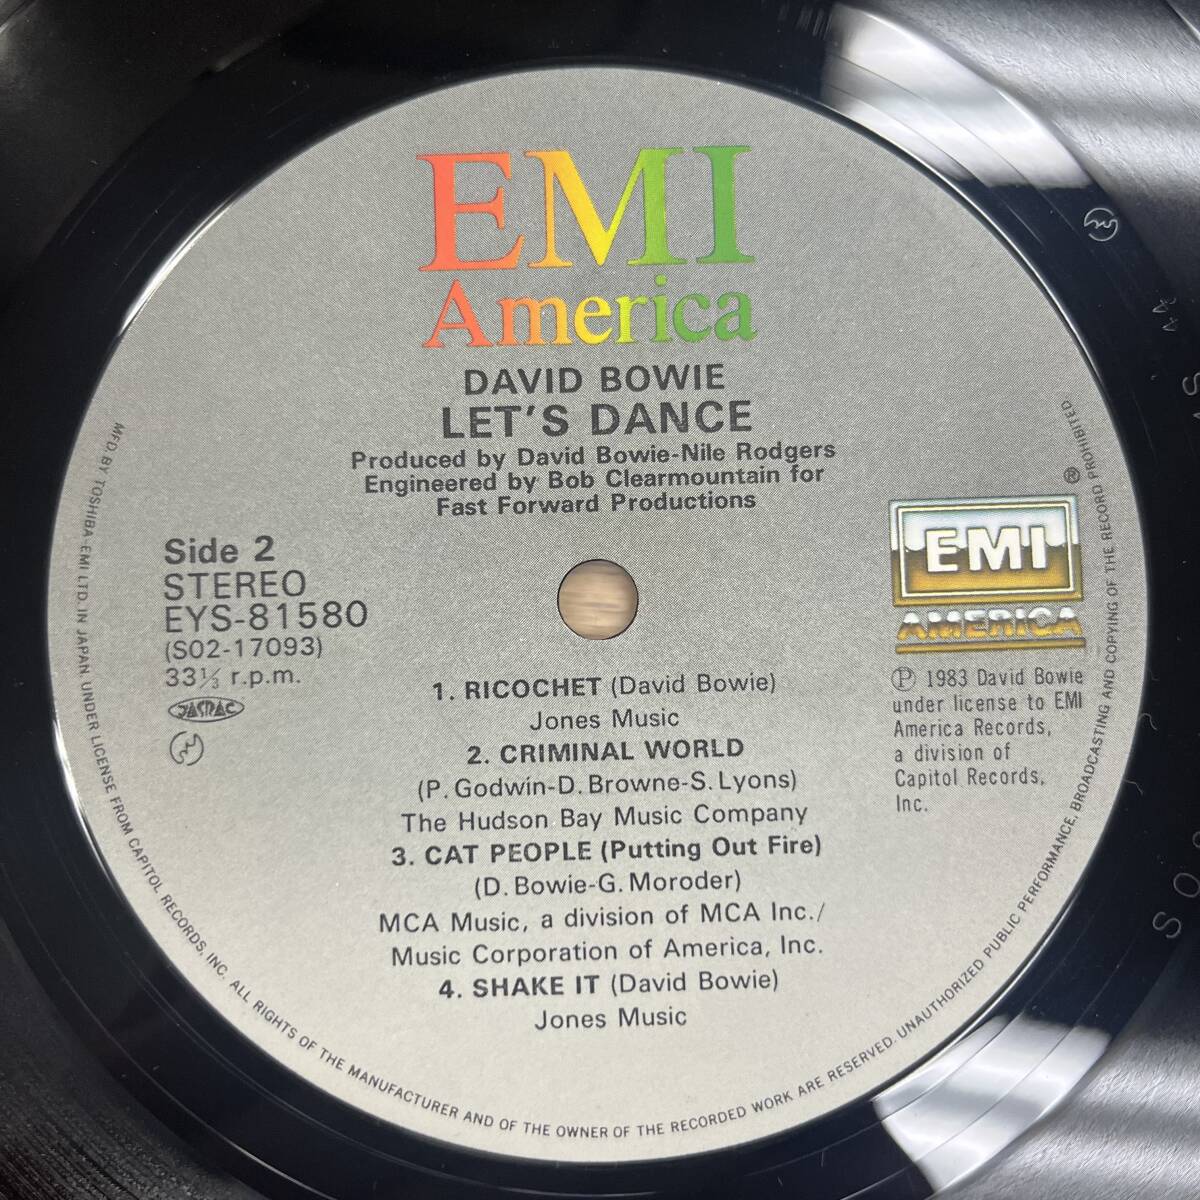 EMI
America
DAVID BOWIE
LET'S DANCE
Produced by David Bowie-Nile Rodgers
Engineered by Bob Clearmountain for
Fast Forward Productions
Side 2
STEREO
EYS-81580
(S02-17093)
33⅓ r.p.m.
JASRAC
®
EMI
AMERICA
Ⓟ 1983 David Bowie
under license to EMI
America Records,
a division of
Capitol Records,
Inc.
1. RICOCHET (David Bowie)
Jones Music
2. CRIMINAL WORLD
(P. Godwin-D. Browne-S. Lyons)
The Hudson Bay Music Company
3. CAT PEOPLE (Putting Out Fire)
(D. Bowie-G. Moroder)
MCA Music, a division of MCA Inc./
Music Corporation of America, Inc.
4. SHAKE IT (David Bowie)
Jones Music
MFD. BY TOSHIBA-EMI LTD. IN JAPAN. UNDER LICENSE FROM CAPITOL RECORDS, INC. ALL RIGHTS OF THE MANUFACTURER AND OF THE OWNER OF THE RECORDED WORK ARE RESERVED. UNAUTHORIZED PUBLIC PERFORMANCE, BROADCASTING AND COPYING OF THE RECORD PROHIBITED